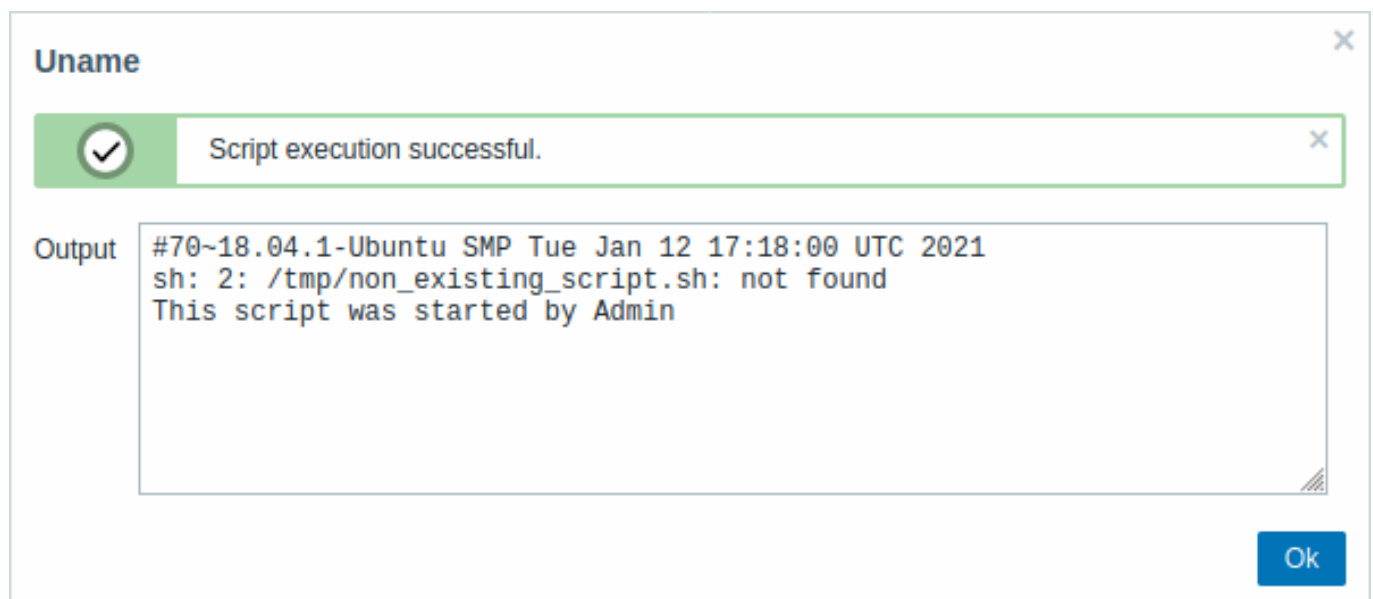 Uname
×
Script execution successful.
×
Output
#70~18.04.1-Ubuntu SMP Tue Jan 12 17:18:00 UTC 2021
sh: 2: /tmp/non_existing_script.sh: not found
This script was started by Admin
Ok